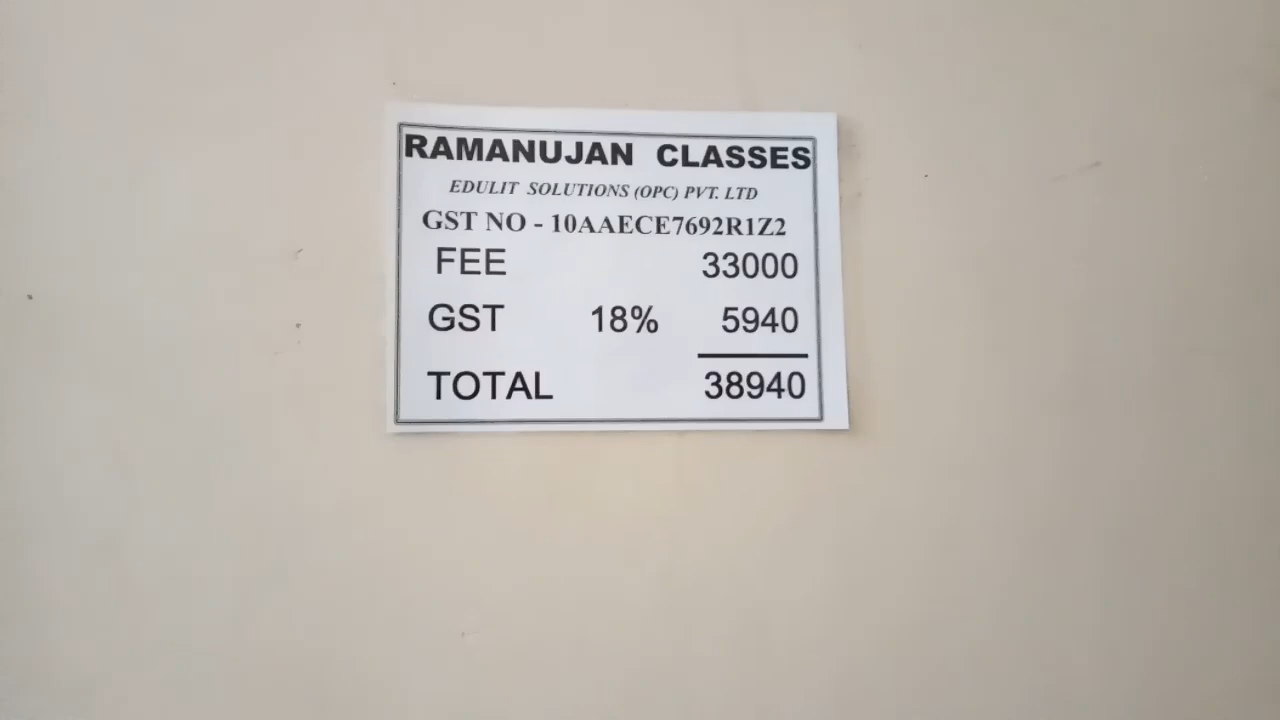 RAMANUJAN CLASSES
EDULIT SOLUTIONS (OPC) PVT. LTD
GST NO - 10AAECE7692R1Z2
FEE 33000
GST 18% 5940
TOTAL 38940